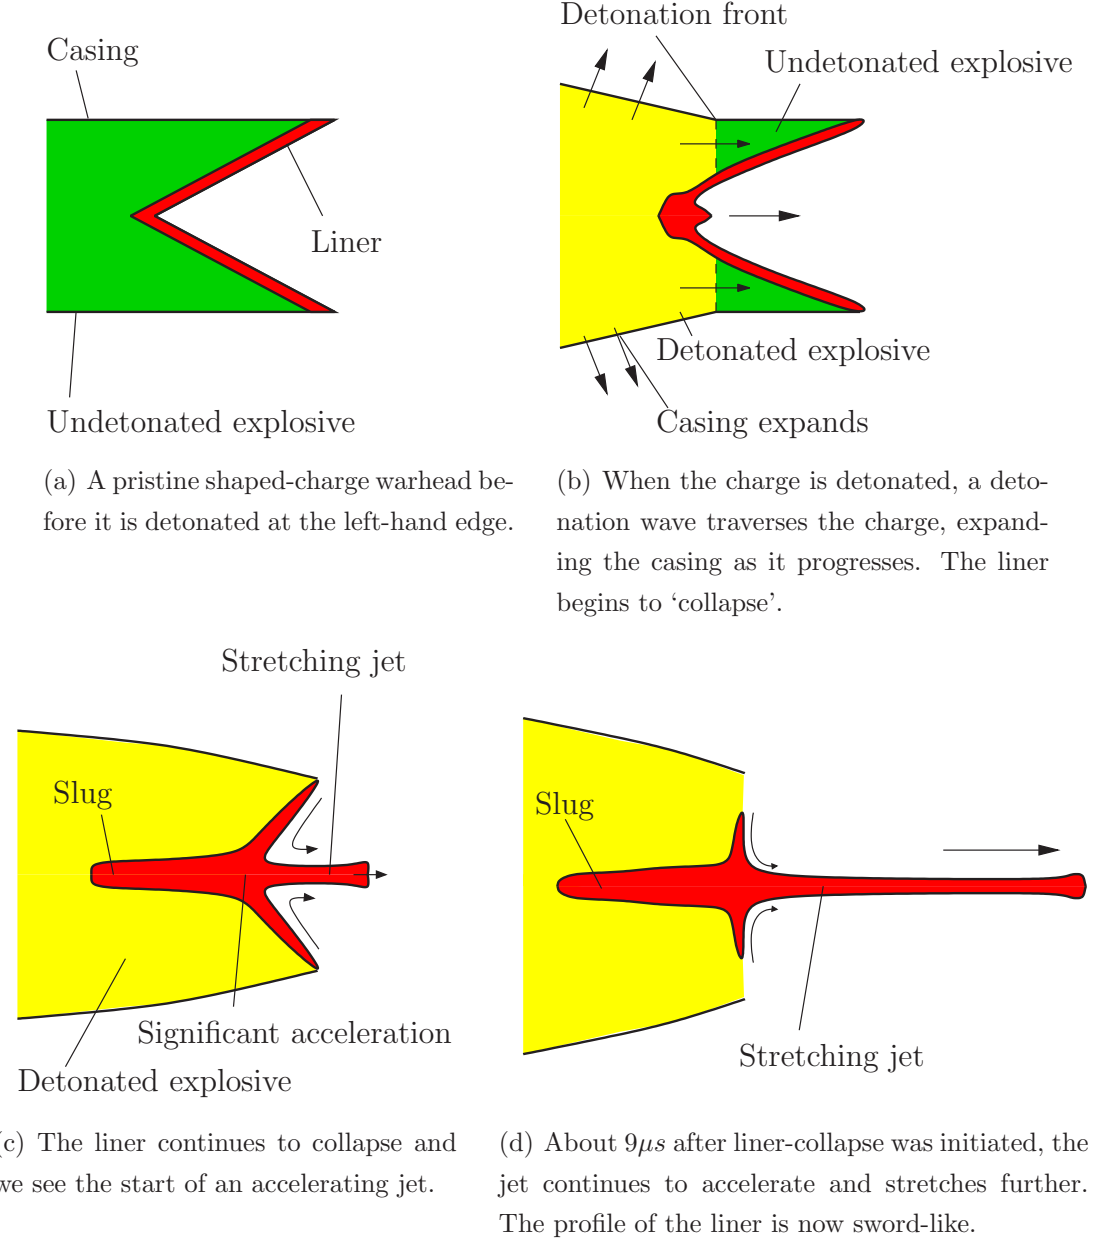 Casing
Liner
Undetonated explosive
(a) A pristine shaped-charge warhead be-
fore it is detonated at the left-hand edge.
Detonation front
Undetonated explosive
Detonated explosive
Casing expands
(b) When the charge is detonated, a deto-
nation wave traverses the charge, expand-
ing the casing as it progresses. The liner
begins to ‘collapse’.
Stretching jet
Slug
Significant acceleration
Detonated explosive
(c) The liner continues to collapse and
we see the start of an accelerating jet.
Slug
Stretching jet
(d) About 9μs after liner-collapse was initiated, the
jet continues to accelerate and stretches further.
The profile of the liner is now sword-like.